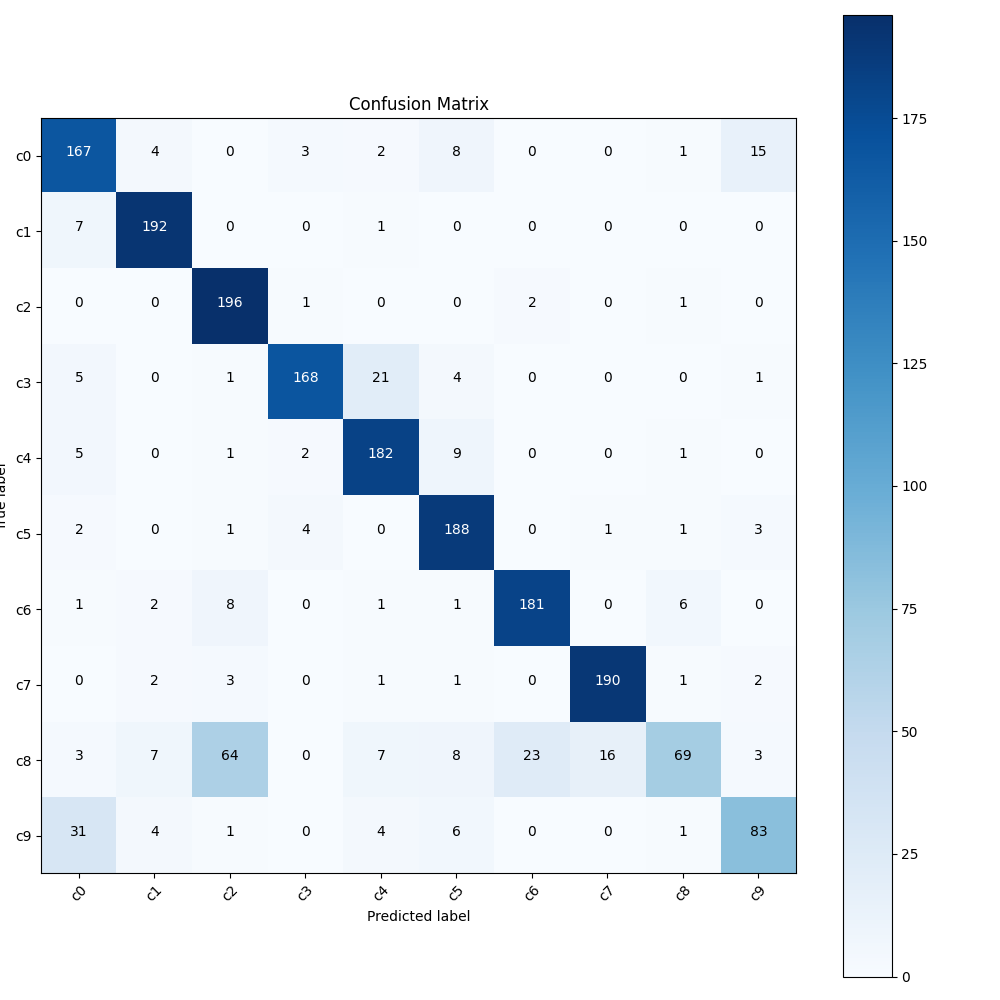 Confusion Matrix
c0 167 4 0 3 2 8 0 0 1 15
c1 7 192 0 0 1 0 0 0 0 0
c2 0 0 196 1 0 0 2 0 1 0
c3 5 0 1 168 21 4 0 0 0 1
c4 5 0 1 2 182 9 0 0 1 0
c5 2 0 1 4 0 188 0 1 1 3
c6 1 2 8 0 1 1 181 0 6 0
c7 0 2 3 0 1 1 0 190 1 2
c8 3 7 64 0 7 8 23 16 69 3
c9 31 4 1 0 4 6 0 0 1 83
c0 c1 c2 c3 c4 c5 c6 c7 c8 c9
Predicted label
label
175
150
125
100
75
50
25
0